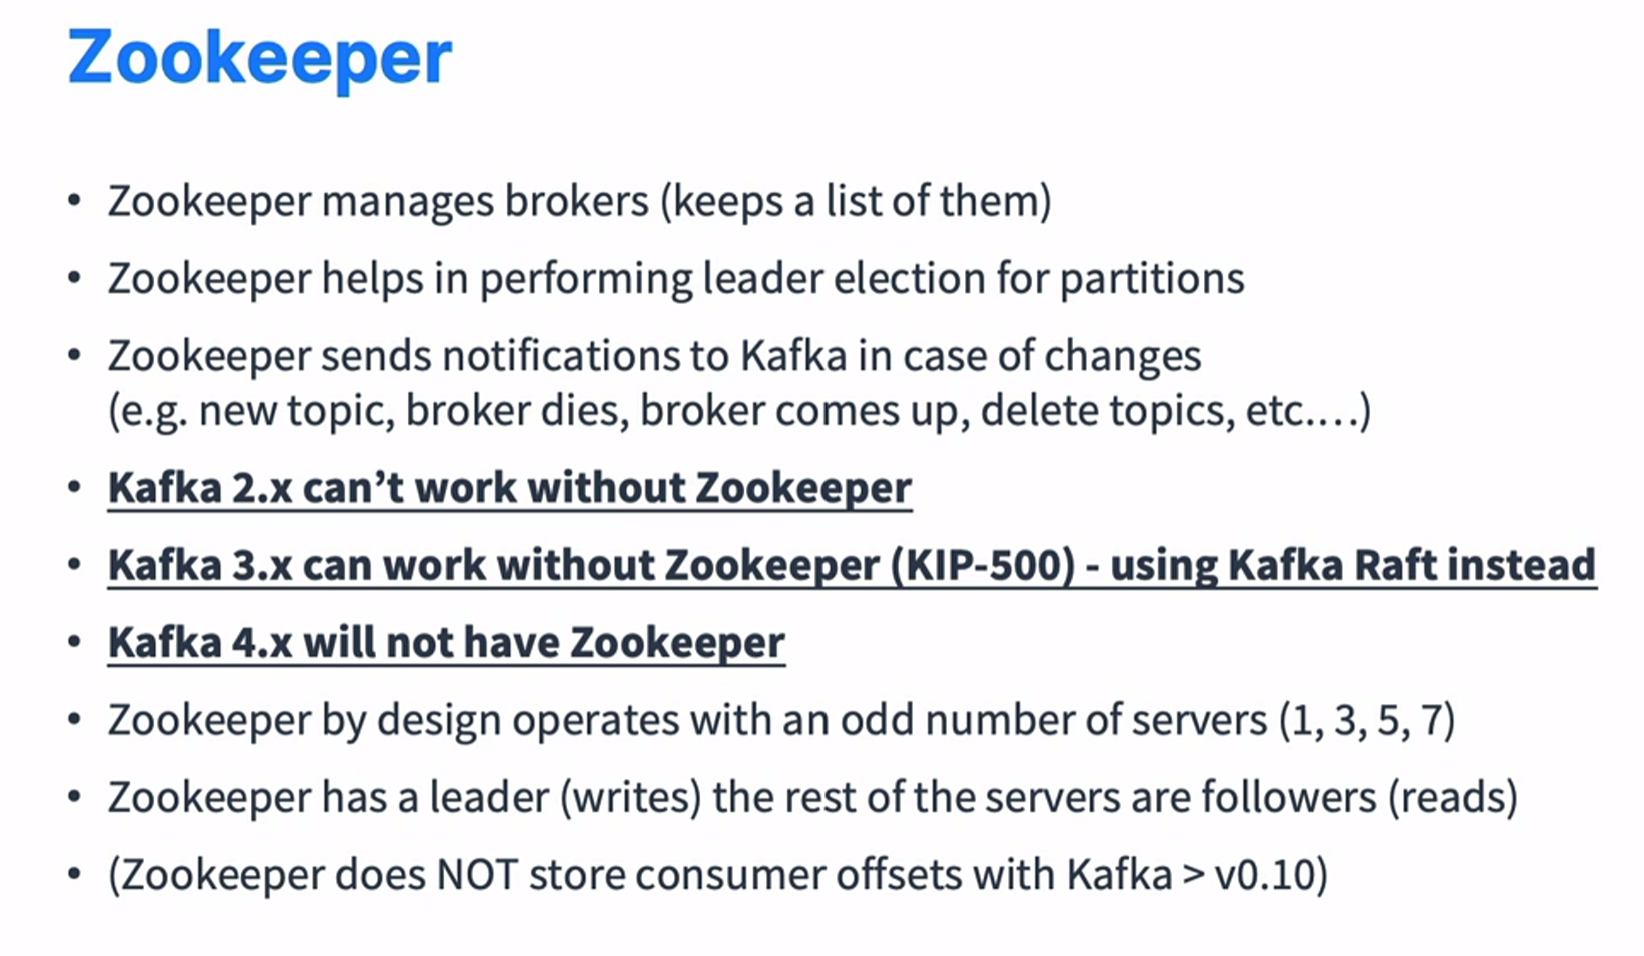 Zookeeper
• Zookeeper manages brokers (keeps a list of them)
• Zookeeper helps in performing leader election for partitions
• Zookeeper sends notifications to Kafka in case of changes
(e.g. new topic, broker dies, broker comes up, delete topics, etc.…)
• Kafka 2.x can’t work without Zookeeper
• Kafka 3.x can work without Zookeeper (KIP-500) - using Kafka Raft instead
• Kafka 4.x will not have Zookeeper
• Zookeeper by design operates with an odd number of servers (1, 3, 5, 7)
• Zookeeper has a leader (writes) the rest of the servers are followers (reads)
• (Zookeeper does NOT store consumer offsets with Kafka > v0.10)